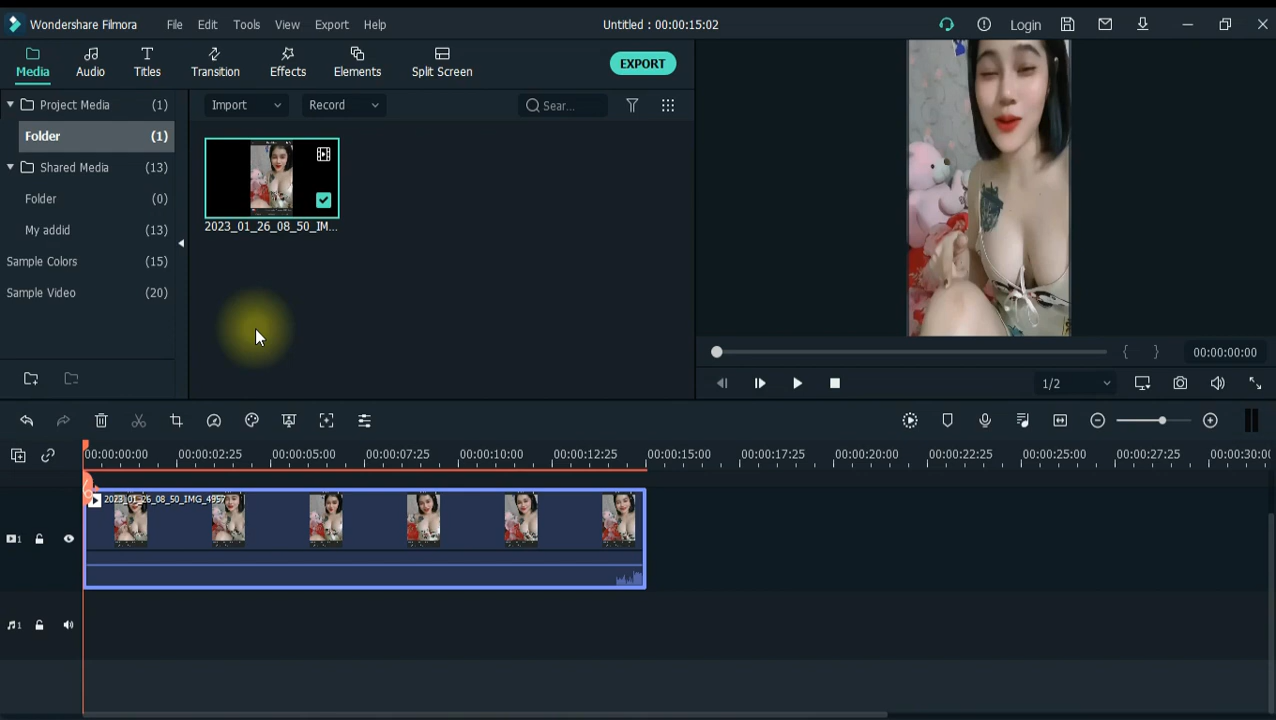 Wondershare Filmora File Edit Tools View Export Help Untitled : 00:00:15:02 Login
Media Audio Titles Transition Effects Elements Split Screen EXPORT
Project Media (1)
Folder (1)
Shared Media (13)
Folder (0)
My addid (13)
Sample Colors (15)
Sample Video (20)
Import Record Sear...
2023_01_26_08_50_IM...
00:00:00:00
1/2
00:00:00:00 00:00:02:25 00:00:05:00 00:00:07:25 00:00:10:00 00:00:12:25 00:00:15:00 00:00:17:25 00:00:20:00 00:00:22:25 00:00:25:00 00:00:27:25 00:00:30:00
2023_01_26_08_50_IMG_4957
1
1